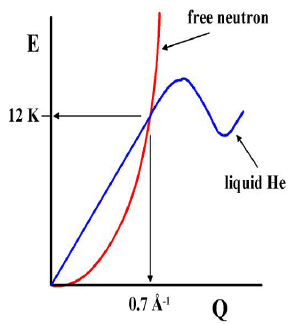 free neutron
E
12 K
liquid He
0.7 Å-1
Q